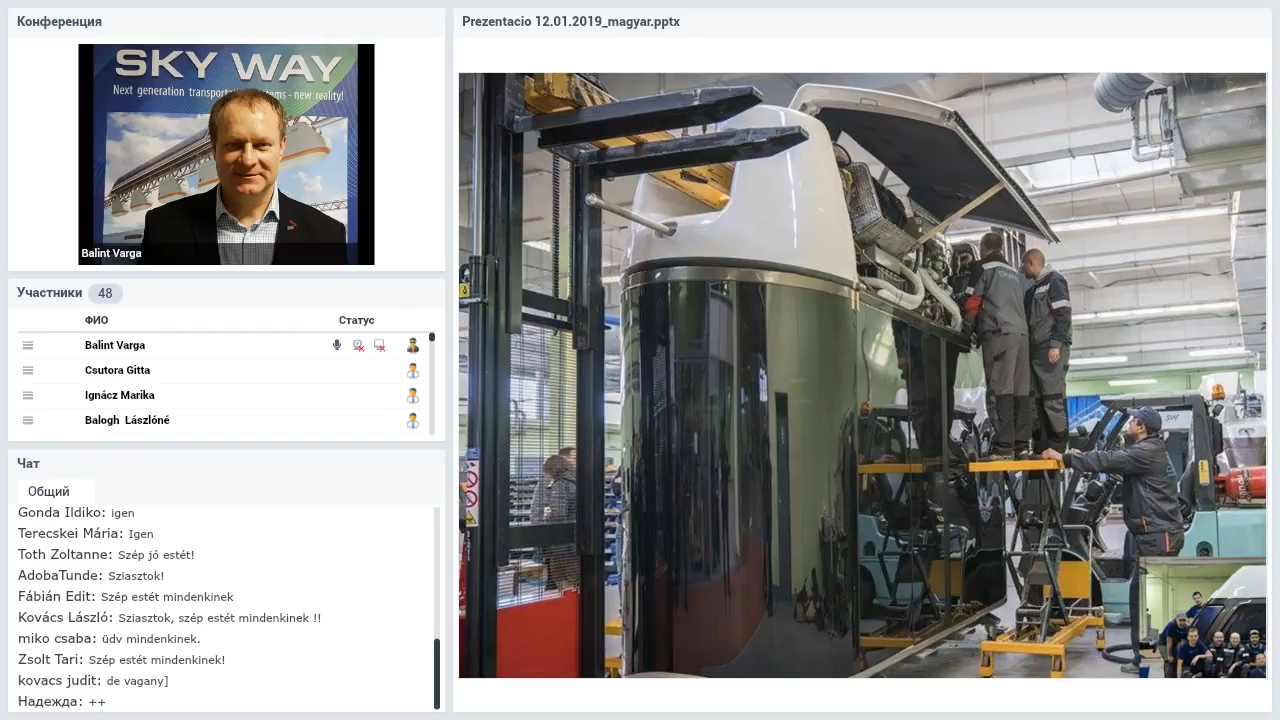 Конференция
SKY WAY
Next generation transporta ems - new reality!
Balint Varga
Участники 48
ФИО Статус
Balint Varga
Csutora Gitta
Ignácz Marika
Balogh Lászlóné
Чат
Общий
Gonda Ildiko: igen
Terecskei Mária: Igen
Toth Zoltanne: Szép jó estét!
AdobaTunde: Sziasztok!
Fábián Edit: Szép estét mindenkinek
Kovács László: Sziasztok, szép estét mindenkinek !!
miko csaba: üdv mindenkinek.
Zsolt Tari: Szép estét mindenkinek!
kovacs judit: de vagany]
Надежда: ++
Prezentacio 12.01.2019_magyar.pptx